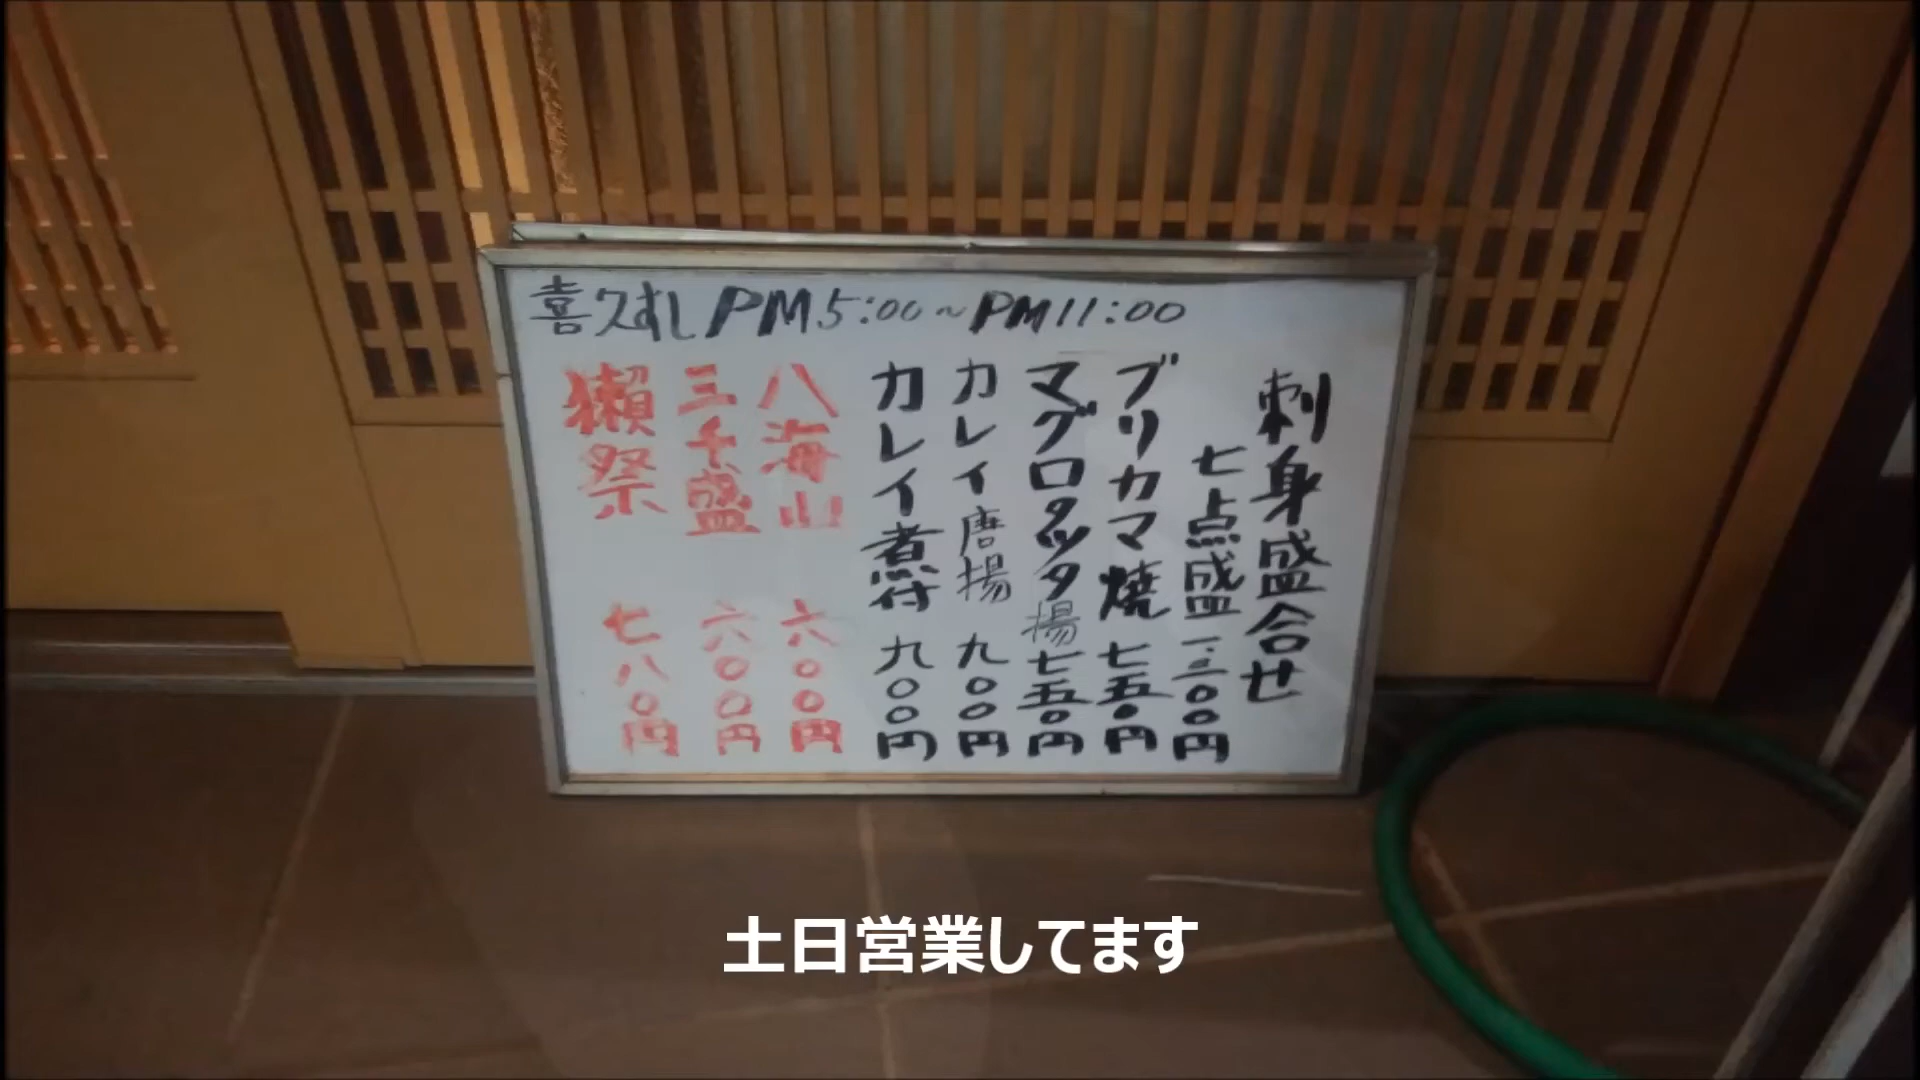 喜久すし PM5:00~PM11:00
刺身盛合せ
七点盛 一三〇〇円
ブリカマ焼 七五〇円
マグロタツタ揚 七五〇円
カレイ唐揚 九〇〇円
カレイ煮付 九〇〇円
八海山 六〇〇円
三千盛 六〇〇円
獺祭 七八〇円
土日営業してます